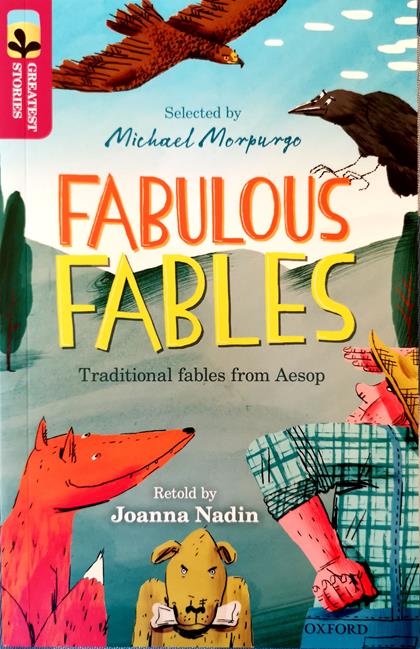 GREATEST
STORIES
Selected by
Michael Morpurgo
FABULOUS
FABLES
Traditional fables from Aesop
Retold by
Joanna Nadin
OXFORD